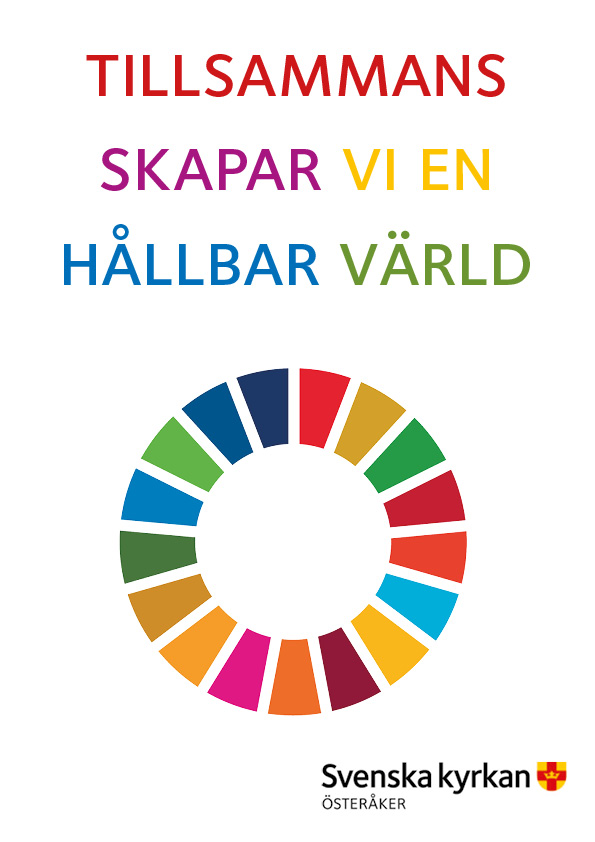 TILLSAMMANS
SKAPAR VI EN
HÅLLBAR VÄRLD
Svenska kyrkan
ÖSTERÅKER